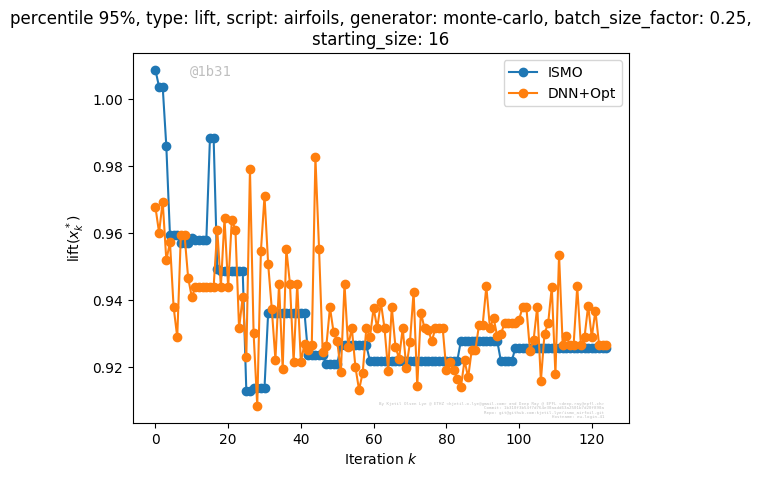 percentile 95%, type: lift, script: airfoils, generator: monte-carlo, batch_size_factor: 0.25,
starting_size: 16
@1b31
ISMO
DNN+Opt
1.00
0.98
0.96
0.94
0.92
lift(x*k)
0 20 40 60 80 100 120
Iteration k